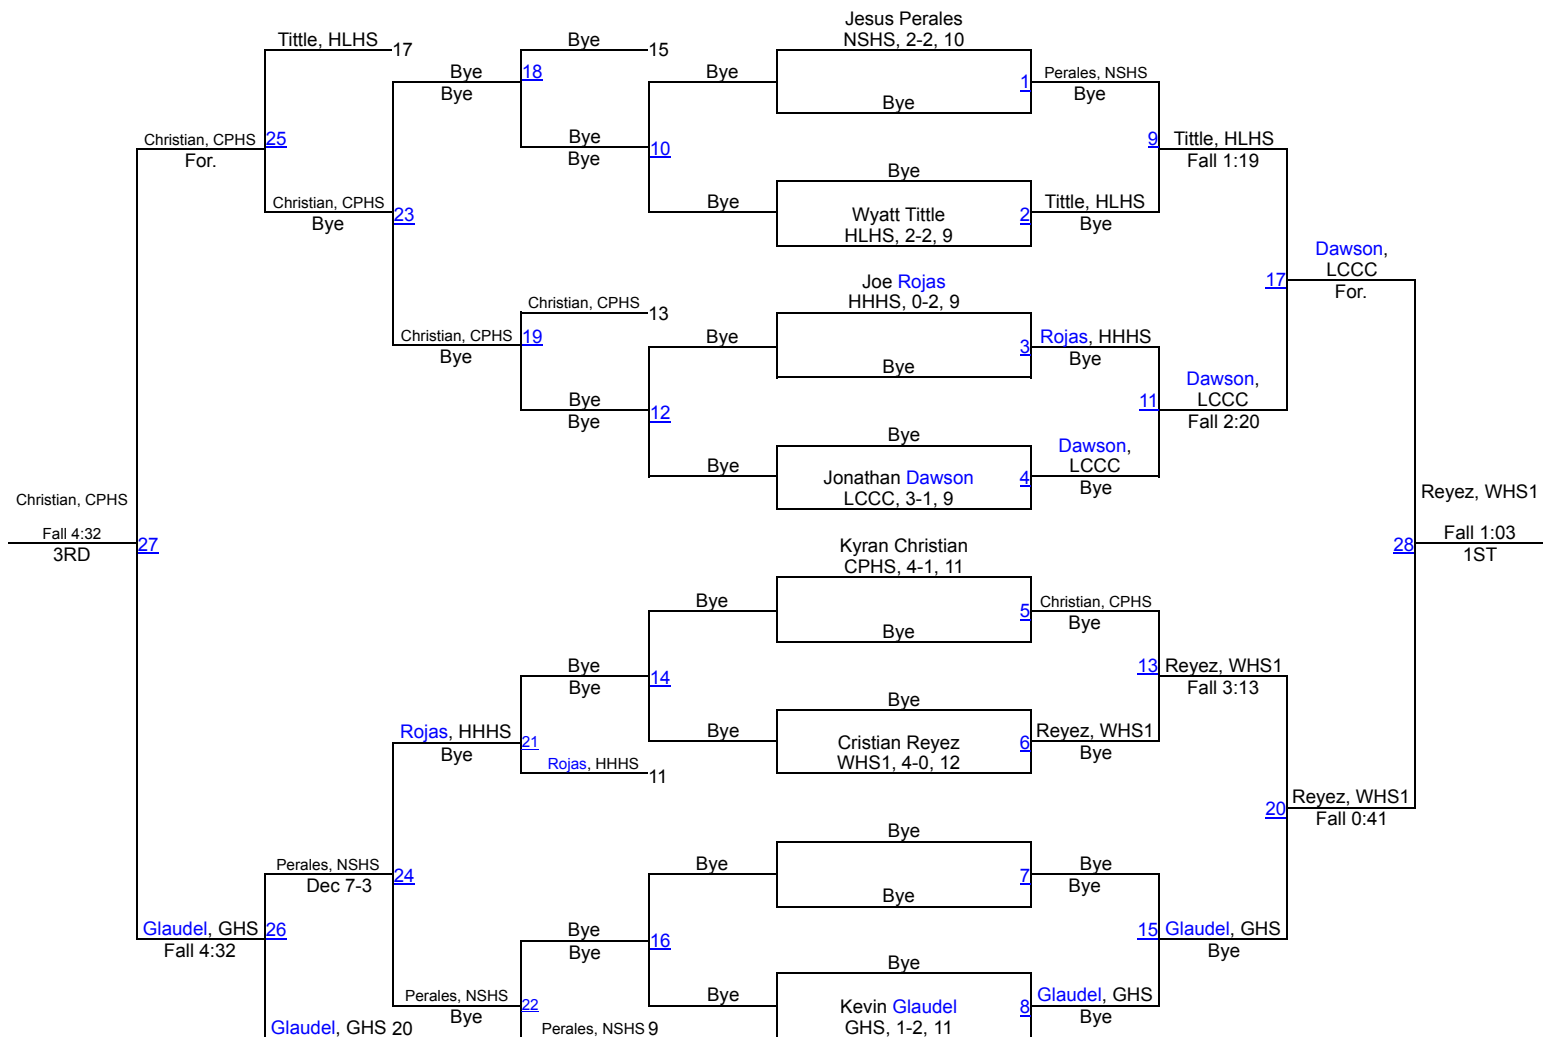 Jesus Perales
NSHS, 2-2, 10
Tittle, HLHS
17
Bye
15
Bye
18
Bye
Bye
Bye
1
Perales, NSHS
Bye
Christian, CPHS
25
For.
Bye
Bye
10
9
Tittle, HLHS
Fall 1:19
Christian, CPHS
Bye
23
Bye
Bye
Wyatt Tittle
HLHS, 2-2, 9
2
Tittle, HLHS
Bye
Dawson,
LCCC
For.
17
Joe Rojas
HHHS, 0-2, 9
Christian, CPHS
13
Christian, CPHS
Bye
19
Bye
Bye
3
Rojas, HHHS
Bye
Bye
Bye
12
11
Dawson,
LCCC
Fall 2:20
Bye
Bye
Jonathan Dawson
LCCC, 3-1, 9
4
Dawson,
LCCC
Bye
Christian, CPHS
Fall 4:32
3RD
27
Reyez, WHS1
28
Fall 1:03
1ST
Kyran Christian
CPHS, 4-1, 11
Bye
Bye
5
Christian, CPHS
Bye
Bye
Bye
14
13
Reyez, WHS1
Fall 3:13
Rojas, HHHS
Bye
21
Rojas, HHHS
11
Bye
Bye
Cristian Reyez
WHS1, 4-0, 12
6
Reyez, WHS1
Bye
20
Reyez, WHS1
Fall 0:41
Bye
Perales, NSHS
Dec 7-3
24
Bye
Bye
7
Bye
Bye
Glaudel, GHS
Fall 4:32
26
Bye
Bye
16
15
Glaudel, GHS
Bye
Bye
Perales, NSHS
Bye
22
Bye
Kevin Glaudel
GHS, 1-2, 11
8
Glaudel, GHS
Bye
Glaudel, GHS 20
Perales, NSHS 9